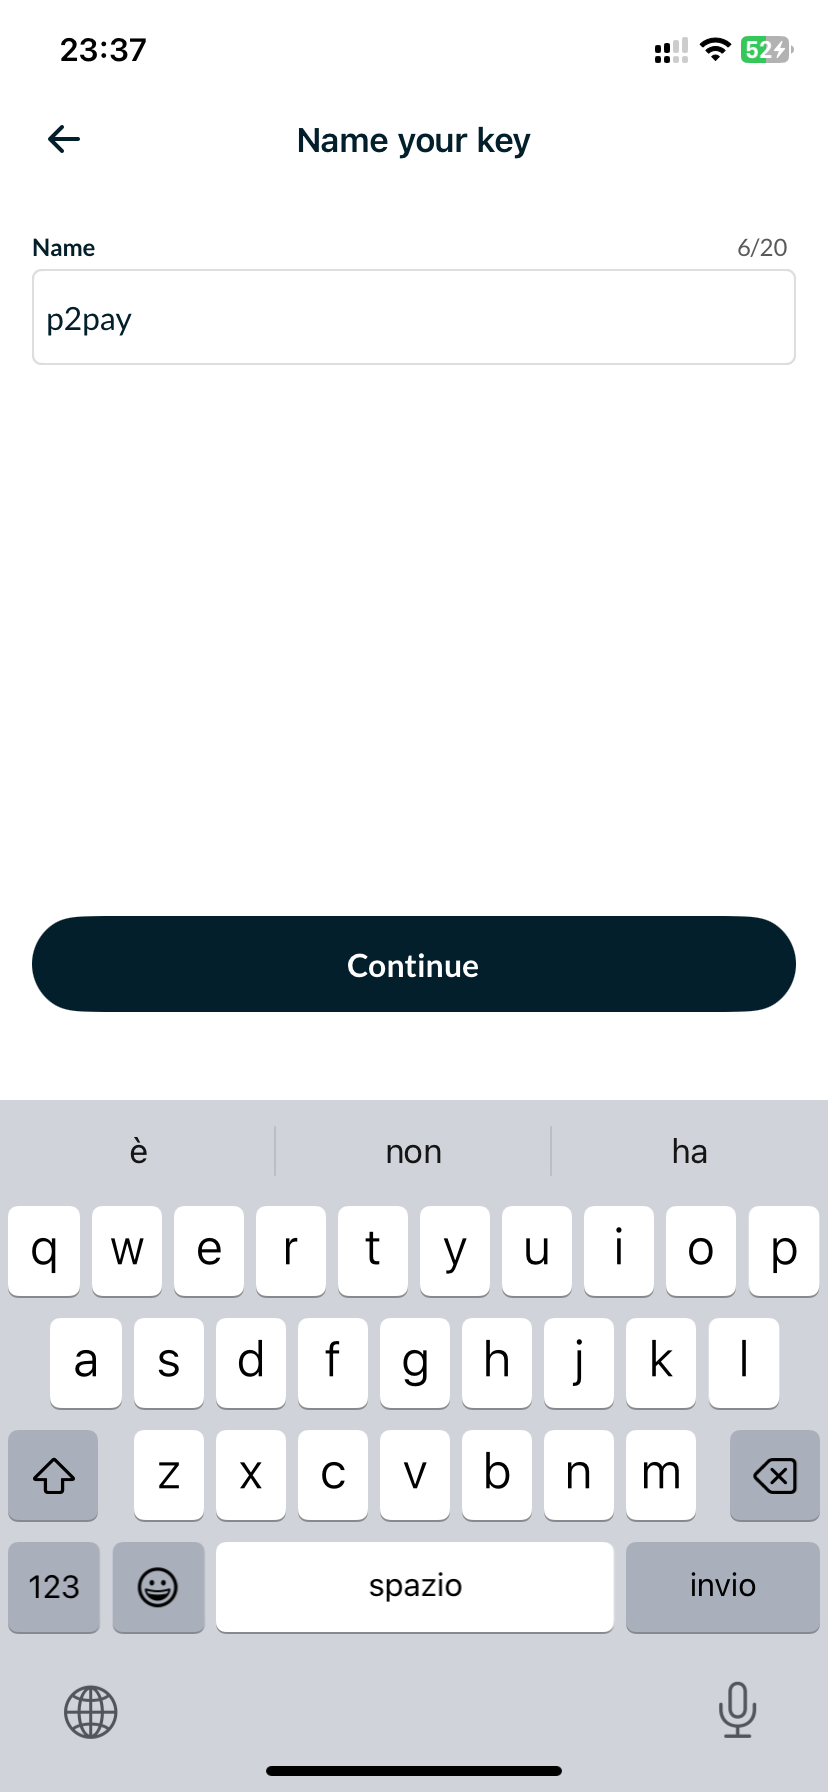 23:37
52
Name your key
Name 6/20
p2pay
Continue
è non ha
q w e r t y u i o p
a s d f g h j k l
z x c v b n m
123 spazio invio